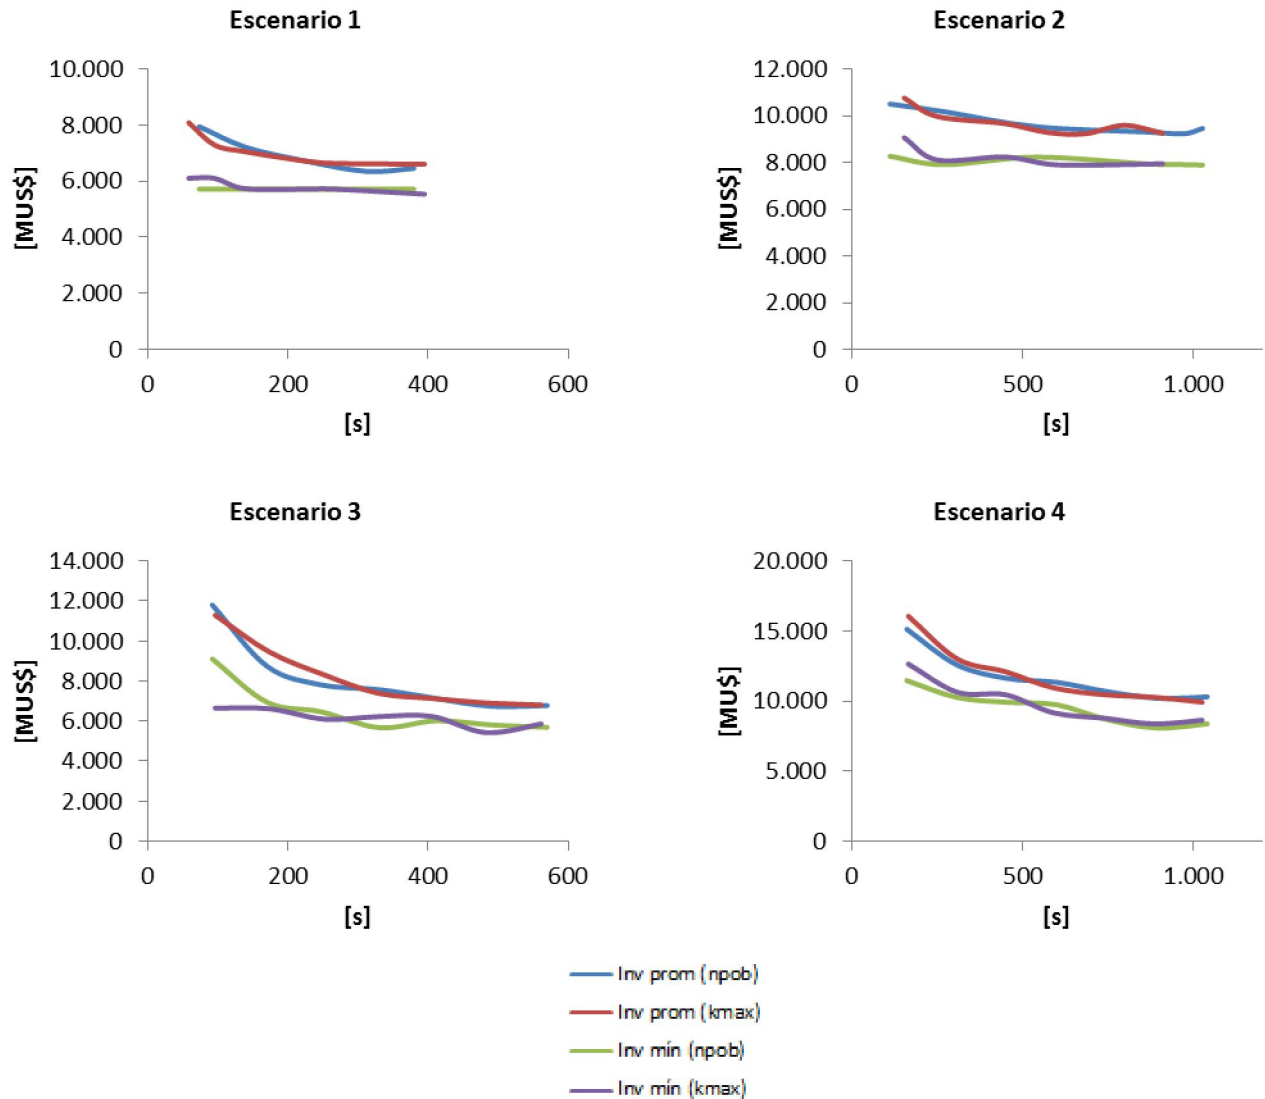 Escenario 1
10.000
8.000
6.000
4.000
2.000
0
[MUS$]
0 200 400 600
[s]
Escenario 2
12.000
10.000
8.000
6.000
4.000
2.000
0
[MUS$]
0 500 1.000
[s]
Escenario 3
14.000
12.000
10.000
8.000
6.000
4.000
2.000
0
[MUS$]
0 200 400 600
[s]
Escenario 4
20.000
15.000
10.000
5.000
0
[MU$]
0 500 1.000
[s]
Inv prom (npob)
Inv prom (kmax)
Inv mín (npob)
Inv mín (kmax)